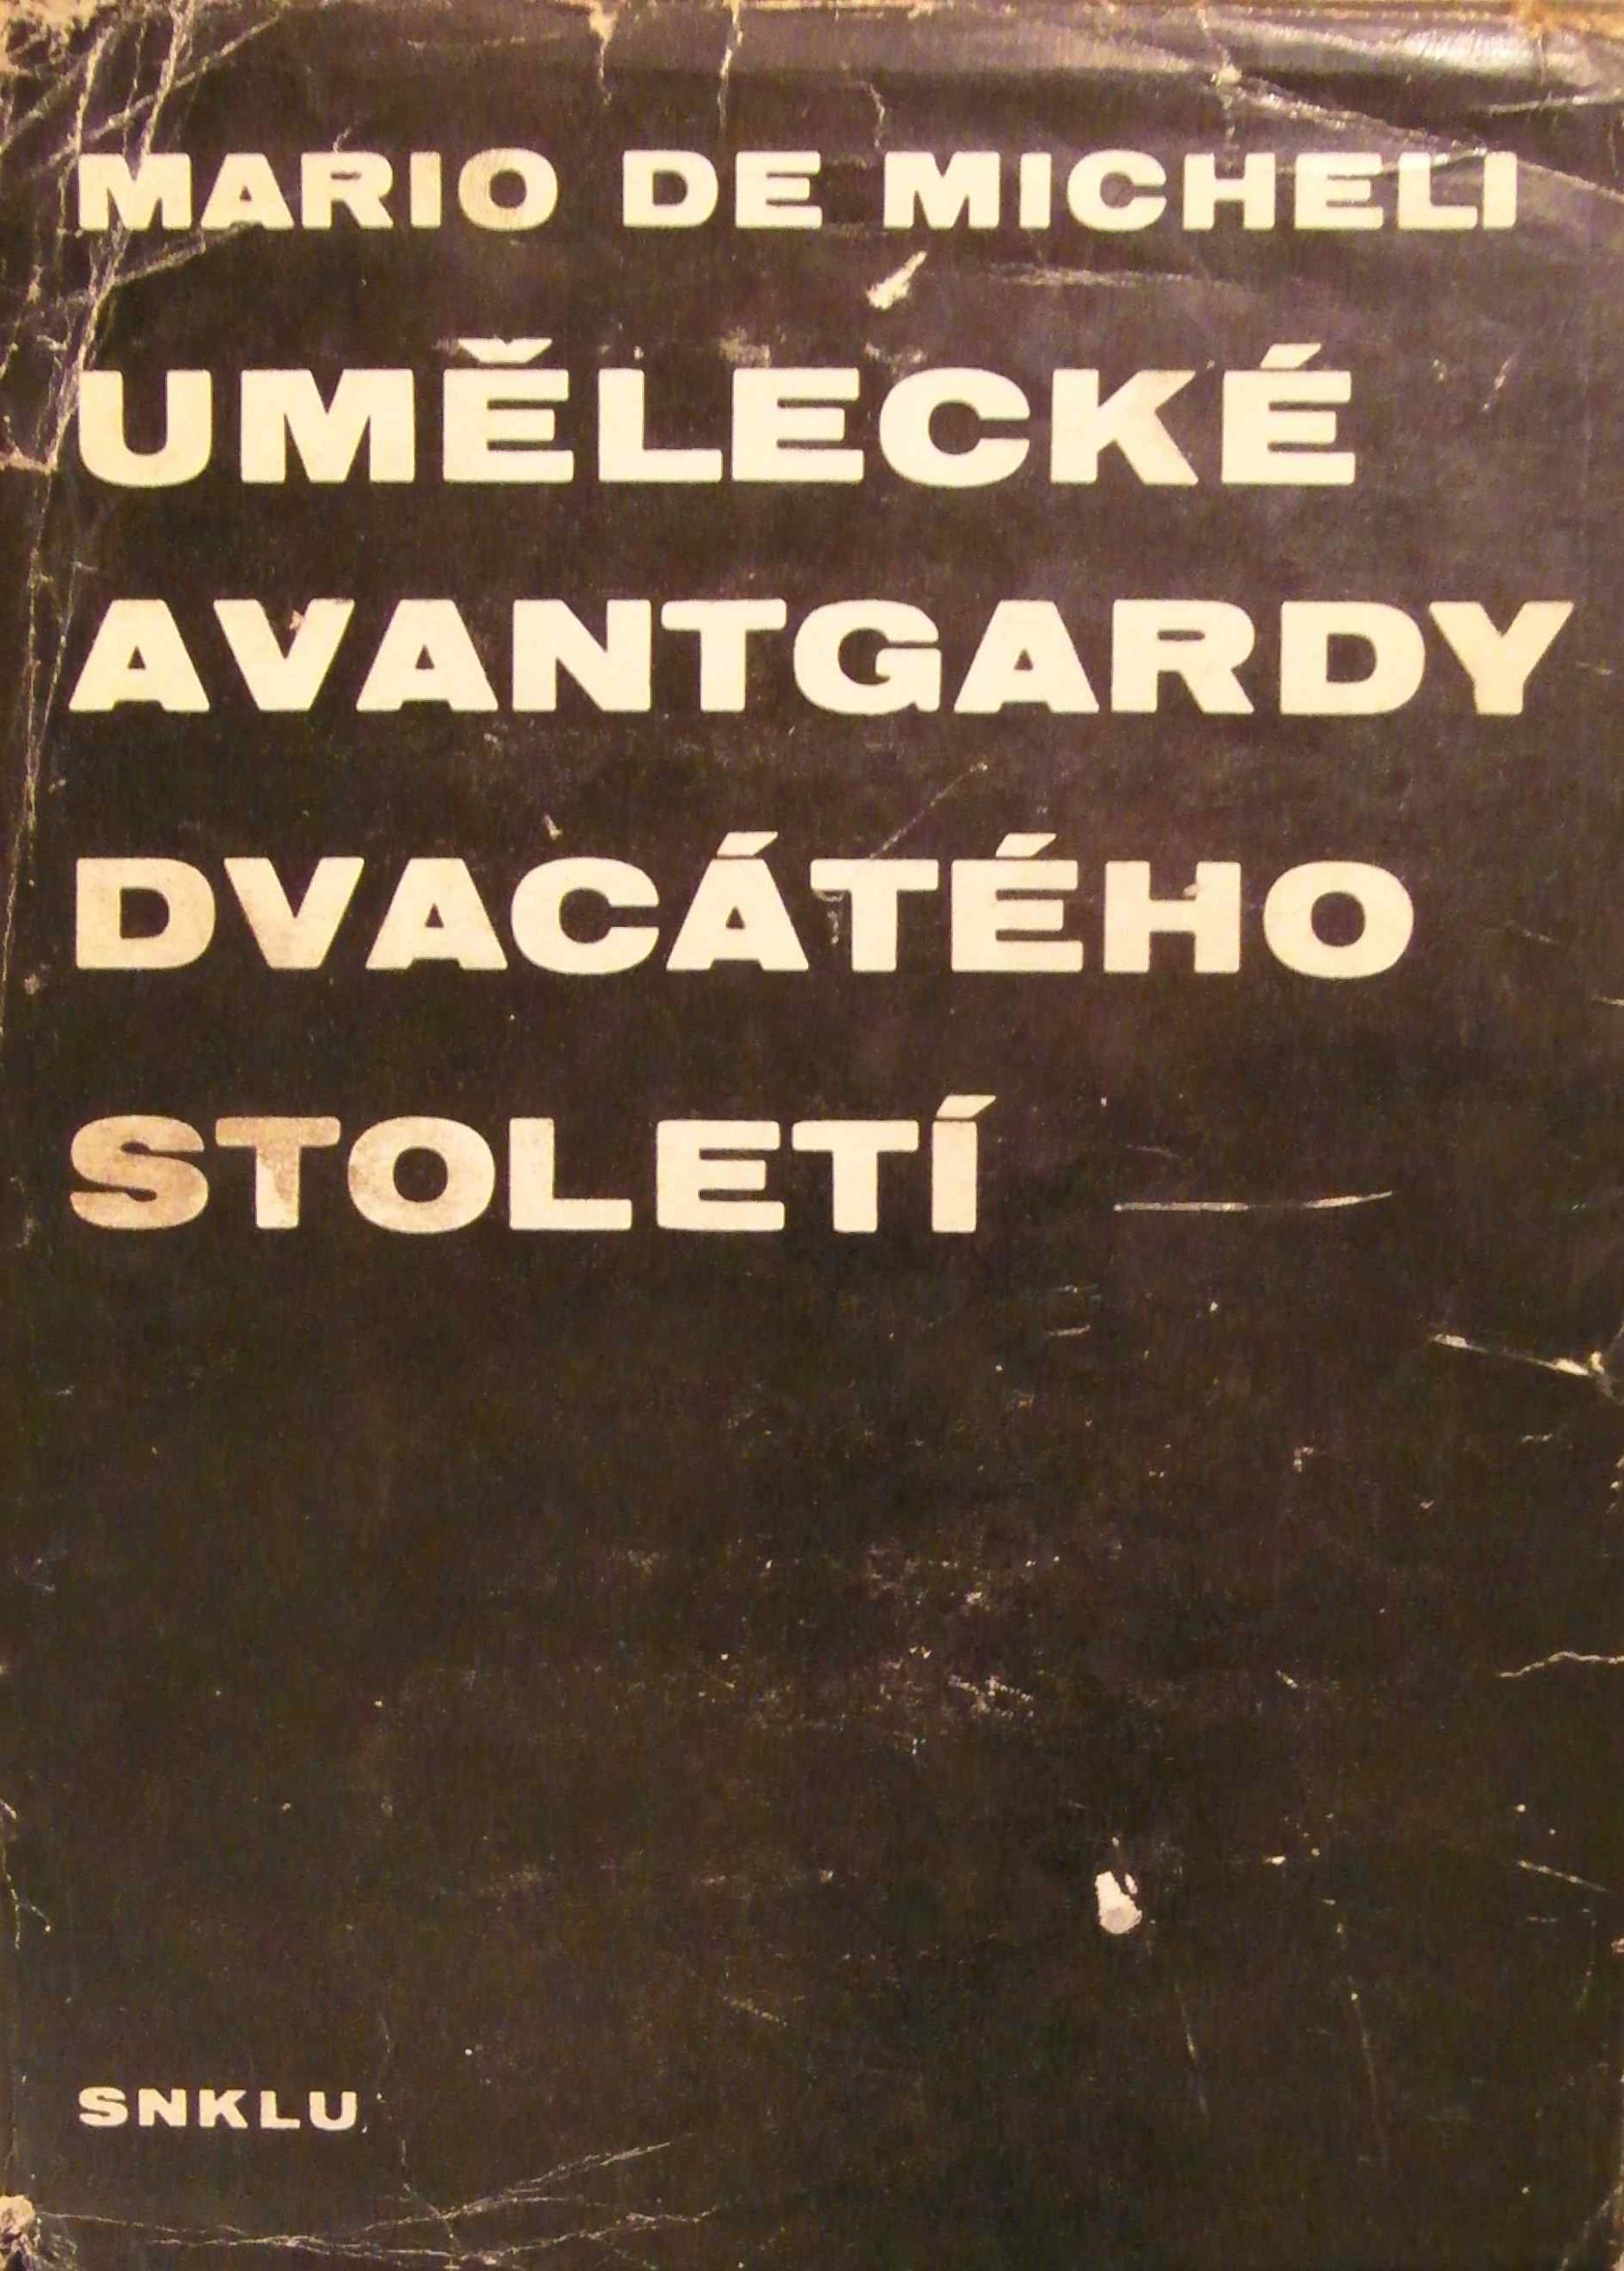 MARIO DE MICHELI
UMĚLECKÉ
AVANTGARDY
DVACÁTÉHO
STOLETÍ
SNKLU